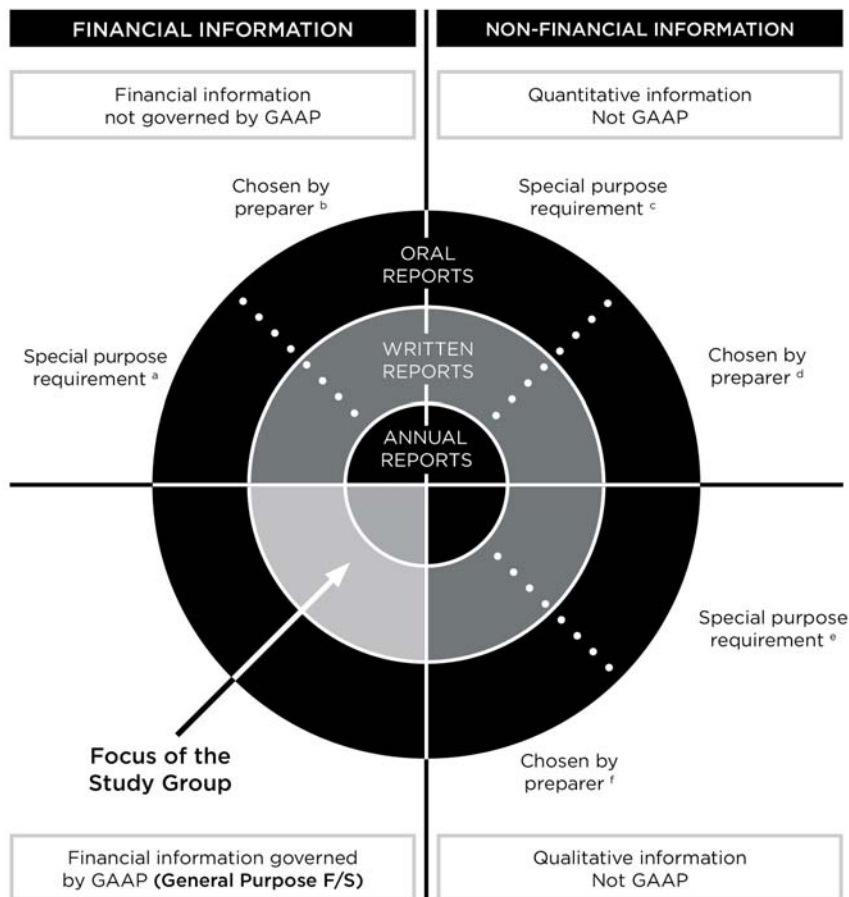 FINANCIAL INFORMATION
NON-FINANCIAL INFORMATION
Financial information
not governed by GAAP
Quantitative information
Not GAAP
Chosen by
preparer ᵇ
Special purpose
requirement ᶜ
ORAL
REPORTS
Special purpose
requirement ᵃ
WRITTEN
REPORTS
Chosen by
preparer ᵈ
ANNUAL
REPORTS
Special purpose
requirement ᵉ
Focus of the
Study Group
Chosen by
preparer ᶠ
Financial information governed
by GAAP (General Purpose F/S)
Qualitative information
Not GAAP